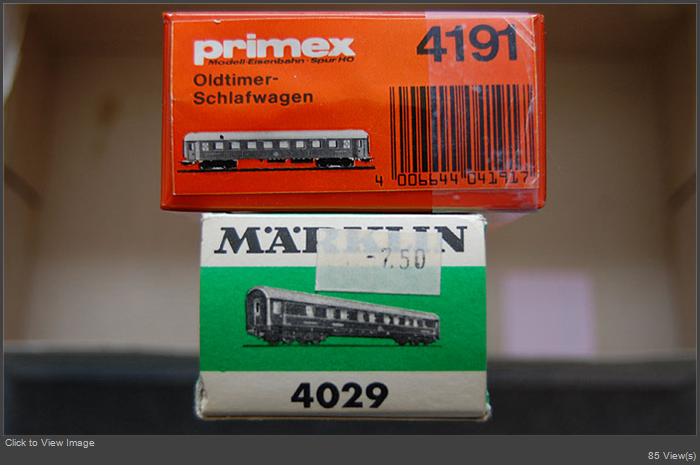 primex
Modell-Eisenbahn · Spur HO
4191
Oldtimer-
Schlafwagen
4 006644 041917
MÄRKLIN
-7.50
4029
Click to View Image
85 View(s)